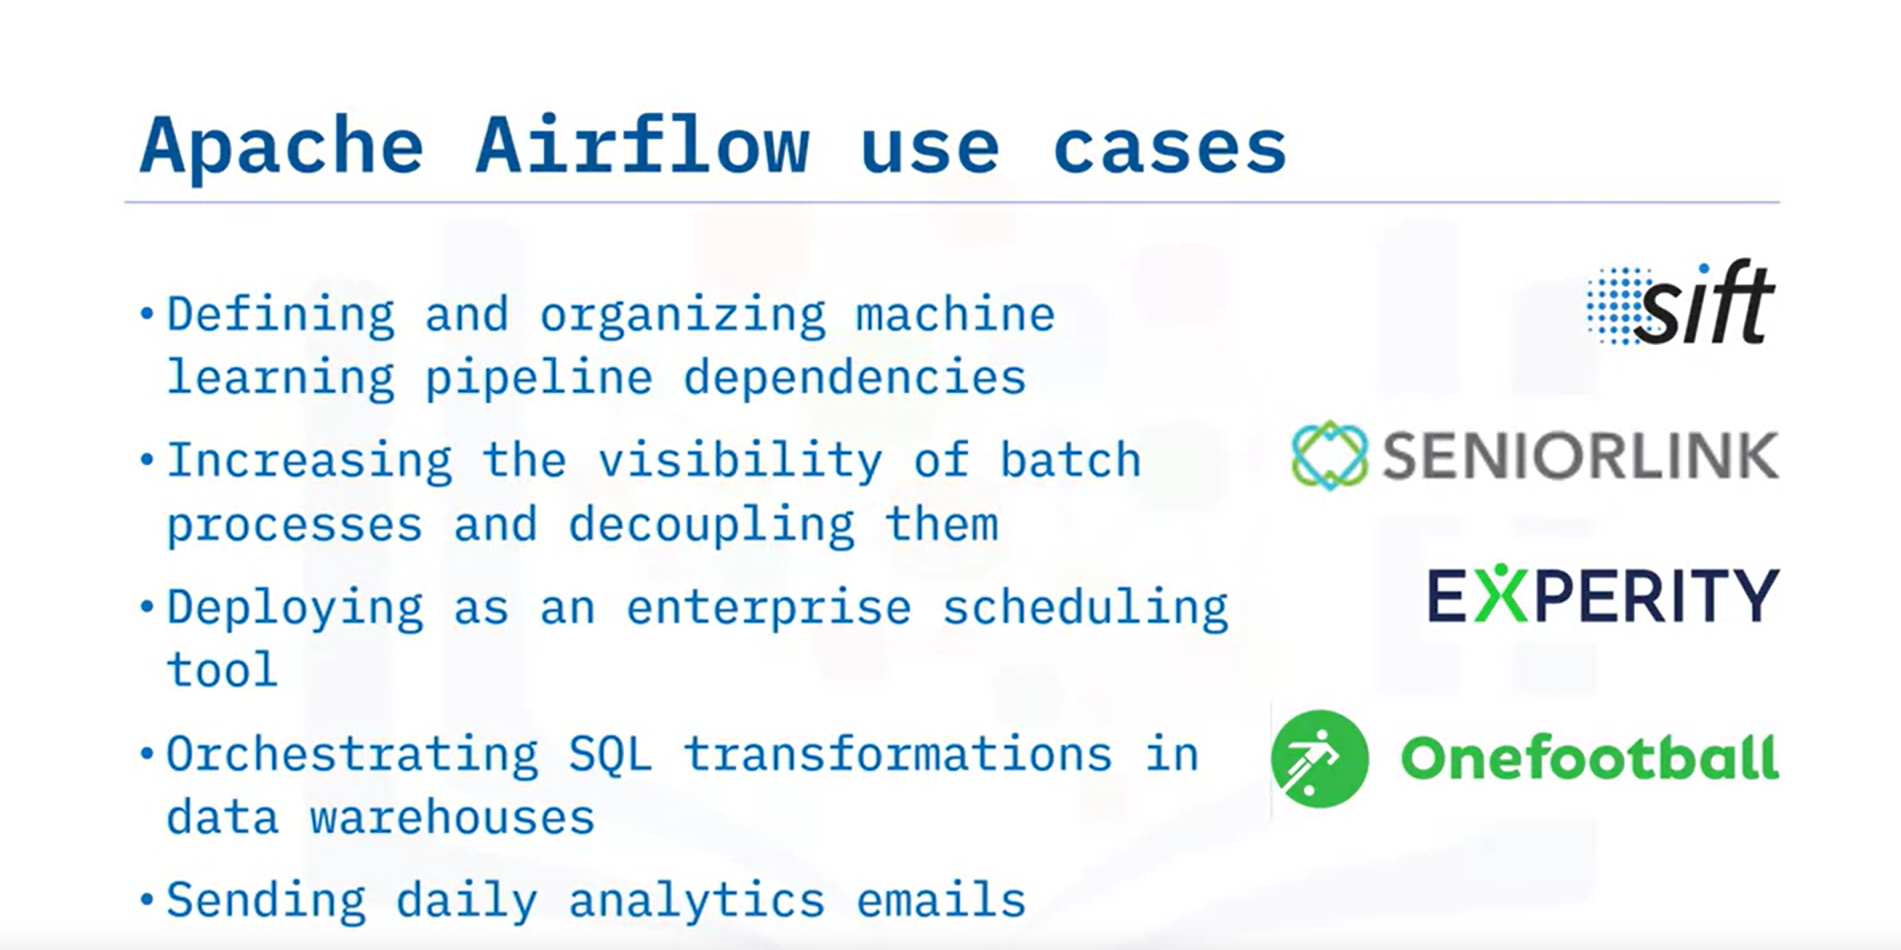 Apache Airflow use cases
• Defining and organizing machine
learning pipeline dependencies
• Increasing the visibility of batch
processes and decoupling them
• Deploying as an enterprise scheduling
tool
• Orchestrating SQL transformations in
data warehouses
• Sending daily analytics emails
sift
SENIORLINK
EXPERITY
Onefootball